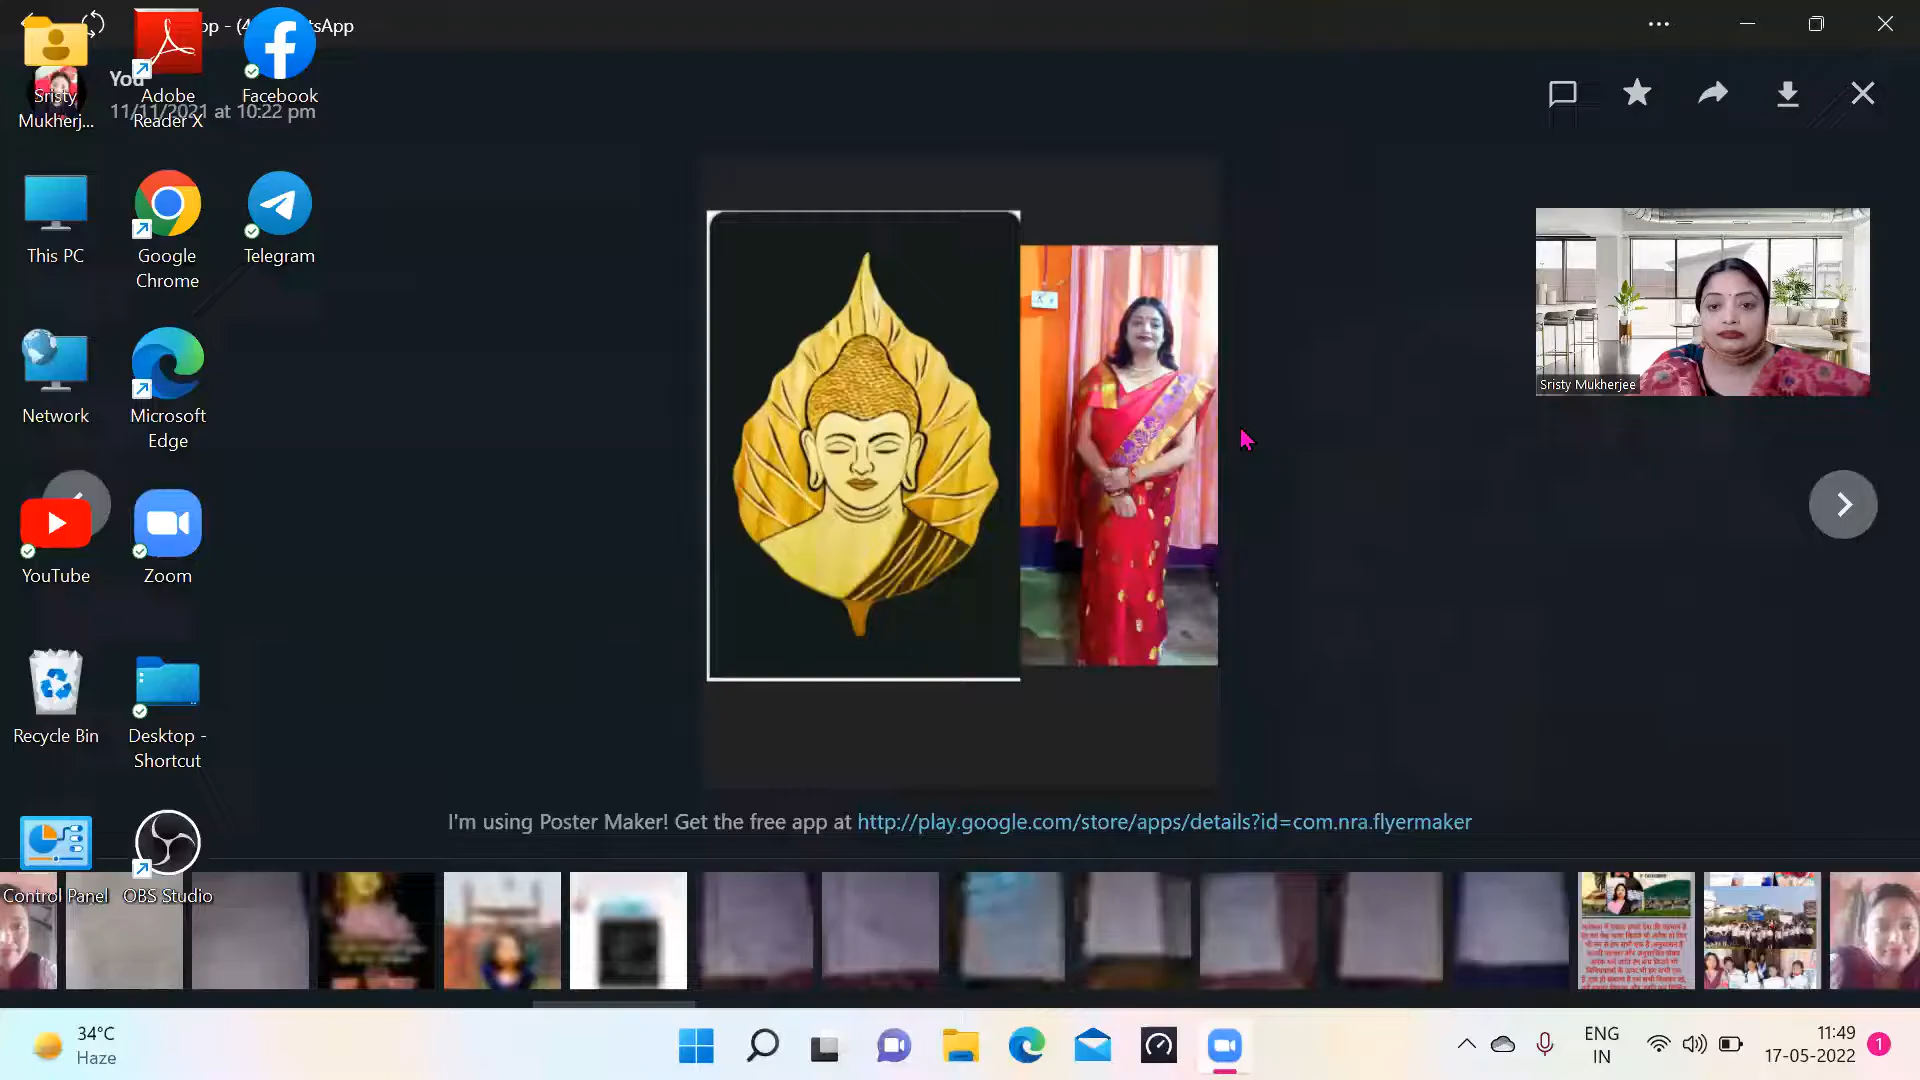 op - (4
tsApp
You
11/11/2021 at 10:22 pm
Sristy
Mukherj...
Adobe
Reader X
Facebook
This PC
Google
Chrome
Telegram
Network
Microsoft
Edge
YouTube
Zoom
Recycle Bin
Desktop -
Shortcut
Control Panel
OBS Studio
Sristy Mukherjee
I'm using Poster Maker! Get the free app at http://play.google.com/store/apps/details?id=com.nra.flyermaker
34°C
Haze
ENG
IN
11:49
17-05-2022
1